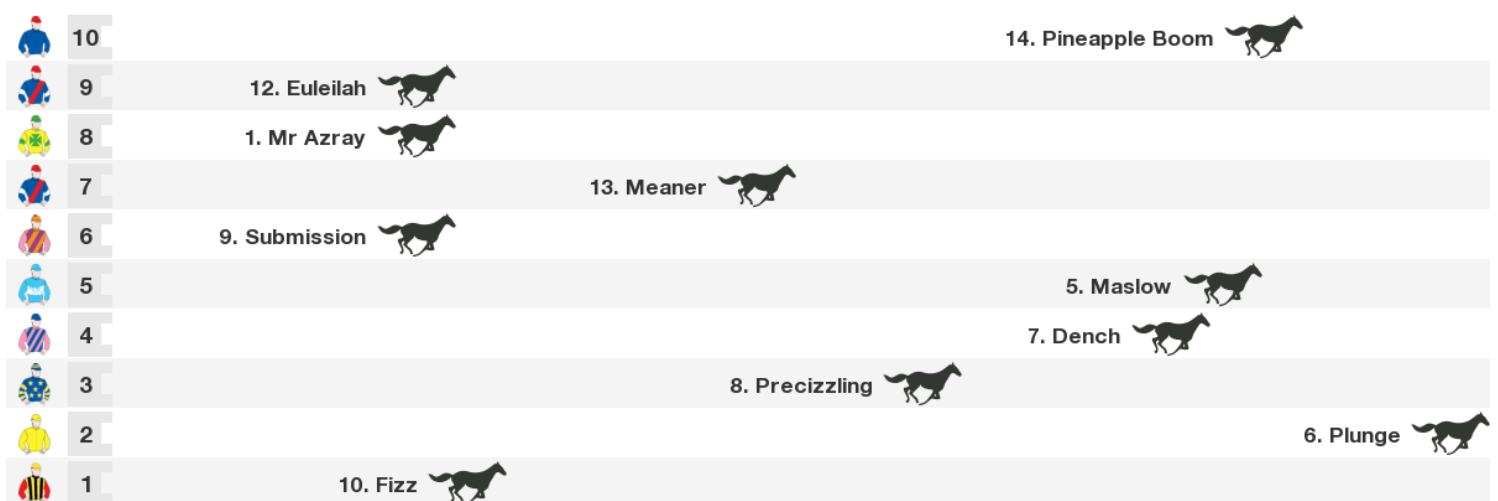 10 14. Pineapple Boom
9 12. Euleilah
8 1. Mr Azray
7 13. Meaner
6 9. Submission
5 5. Maslow
4 7. Dench
3 8. Precizzling
2 6. Plunge
1 10. Fizz